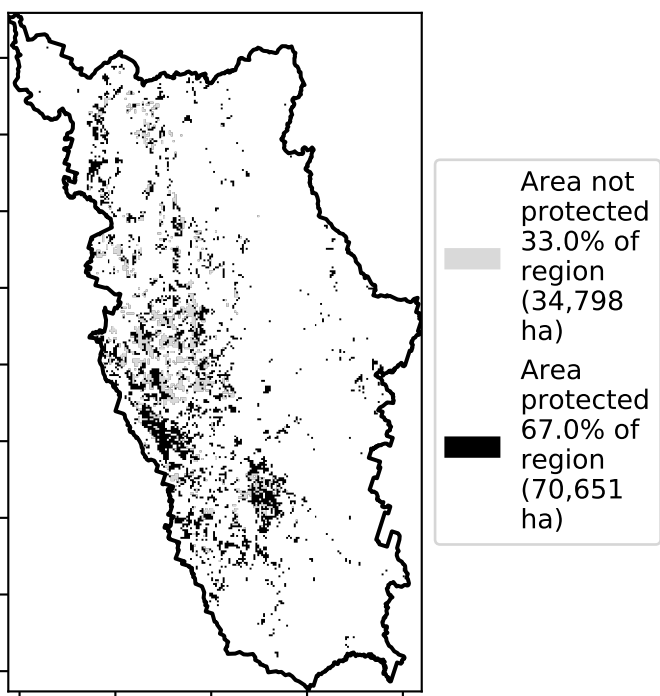 Area not
protected
33.0% of
region
(34,798
ha)
Area
protected
67.0% of
region
(70,651
ha)